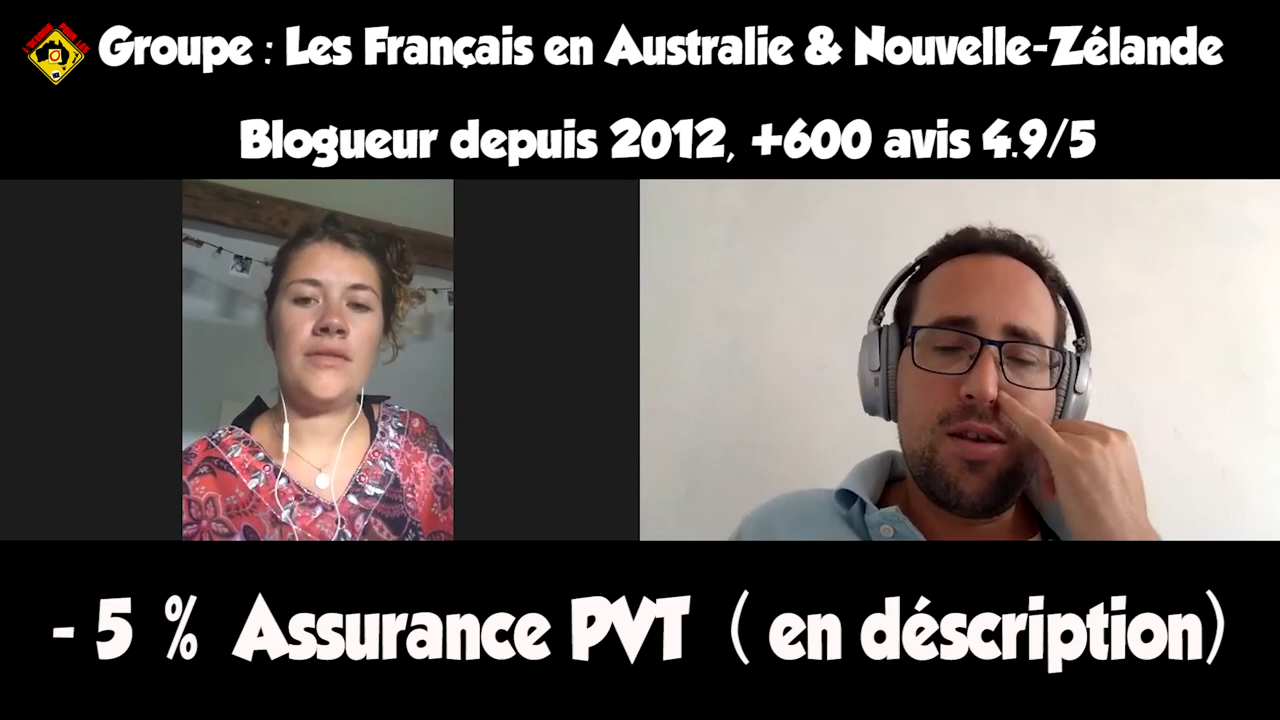 Groupe : Les Français en Australie & Nouvelle-Zélande
Blogueur depuis 2012, +600 avis 4.9/5
- 5 % Assurance PVT ( en déscription)